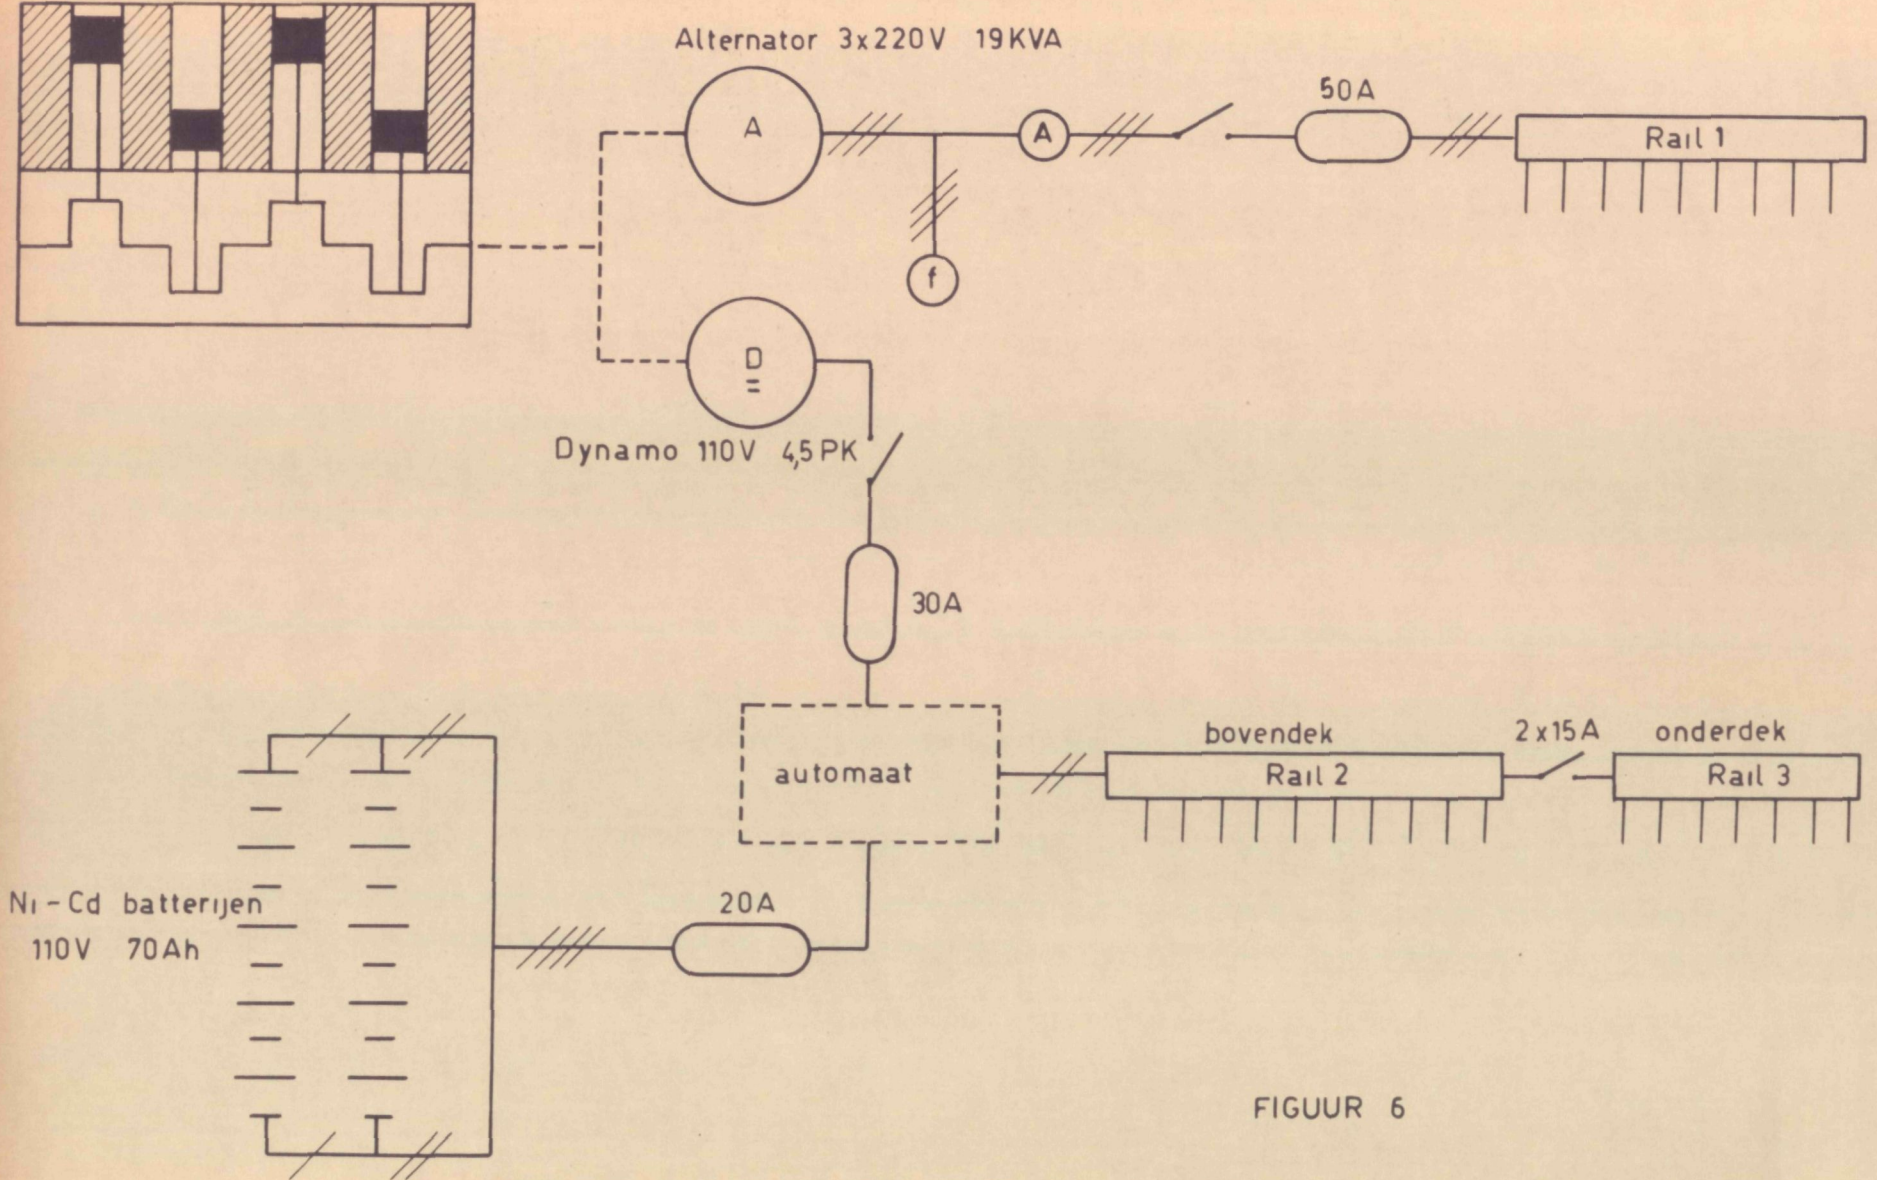 Alternator 3x220V 19KVA
A
A
50A
Rail 1
f
D
=
Dynamo 110V 4,5PK
30A
automaat
bovendek
Rail 2
2x15A
onderdek
Rail 3
Ni-Cd batterijen
110V 70Ah
20A
FIGUUR 6